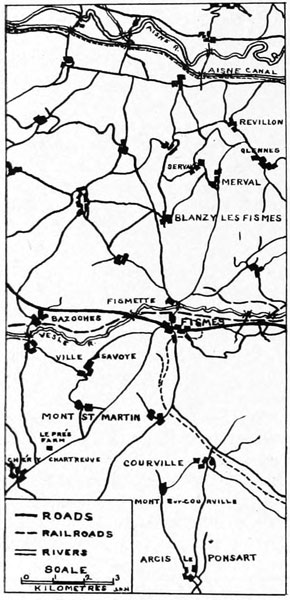 AISNE R.
AISNE CANAL
REVILLON
GLENNES
SERVAL
MERVAL
BLANZY LES FISMES
FISMETTE
BAZOCHES
FISMES
VESLE R.
VILLE SAVOYE
MONT ST MARTIN
LE PRÉS
FARM
CHERY CHARTREUVE
COURVILLE
MONT SUR COURVILLE
ARCIS LE PONSART
ROADS
RAILROADS
RIVERS
SCALE
0 1 2 3
KILOMETRES